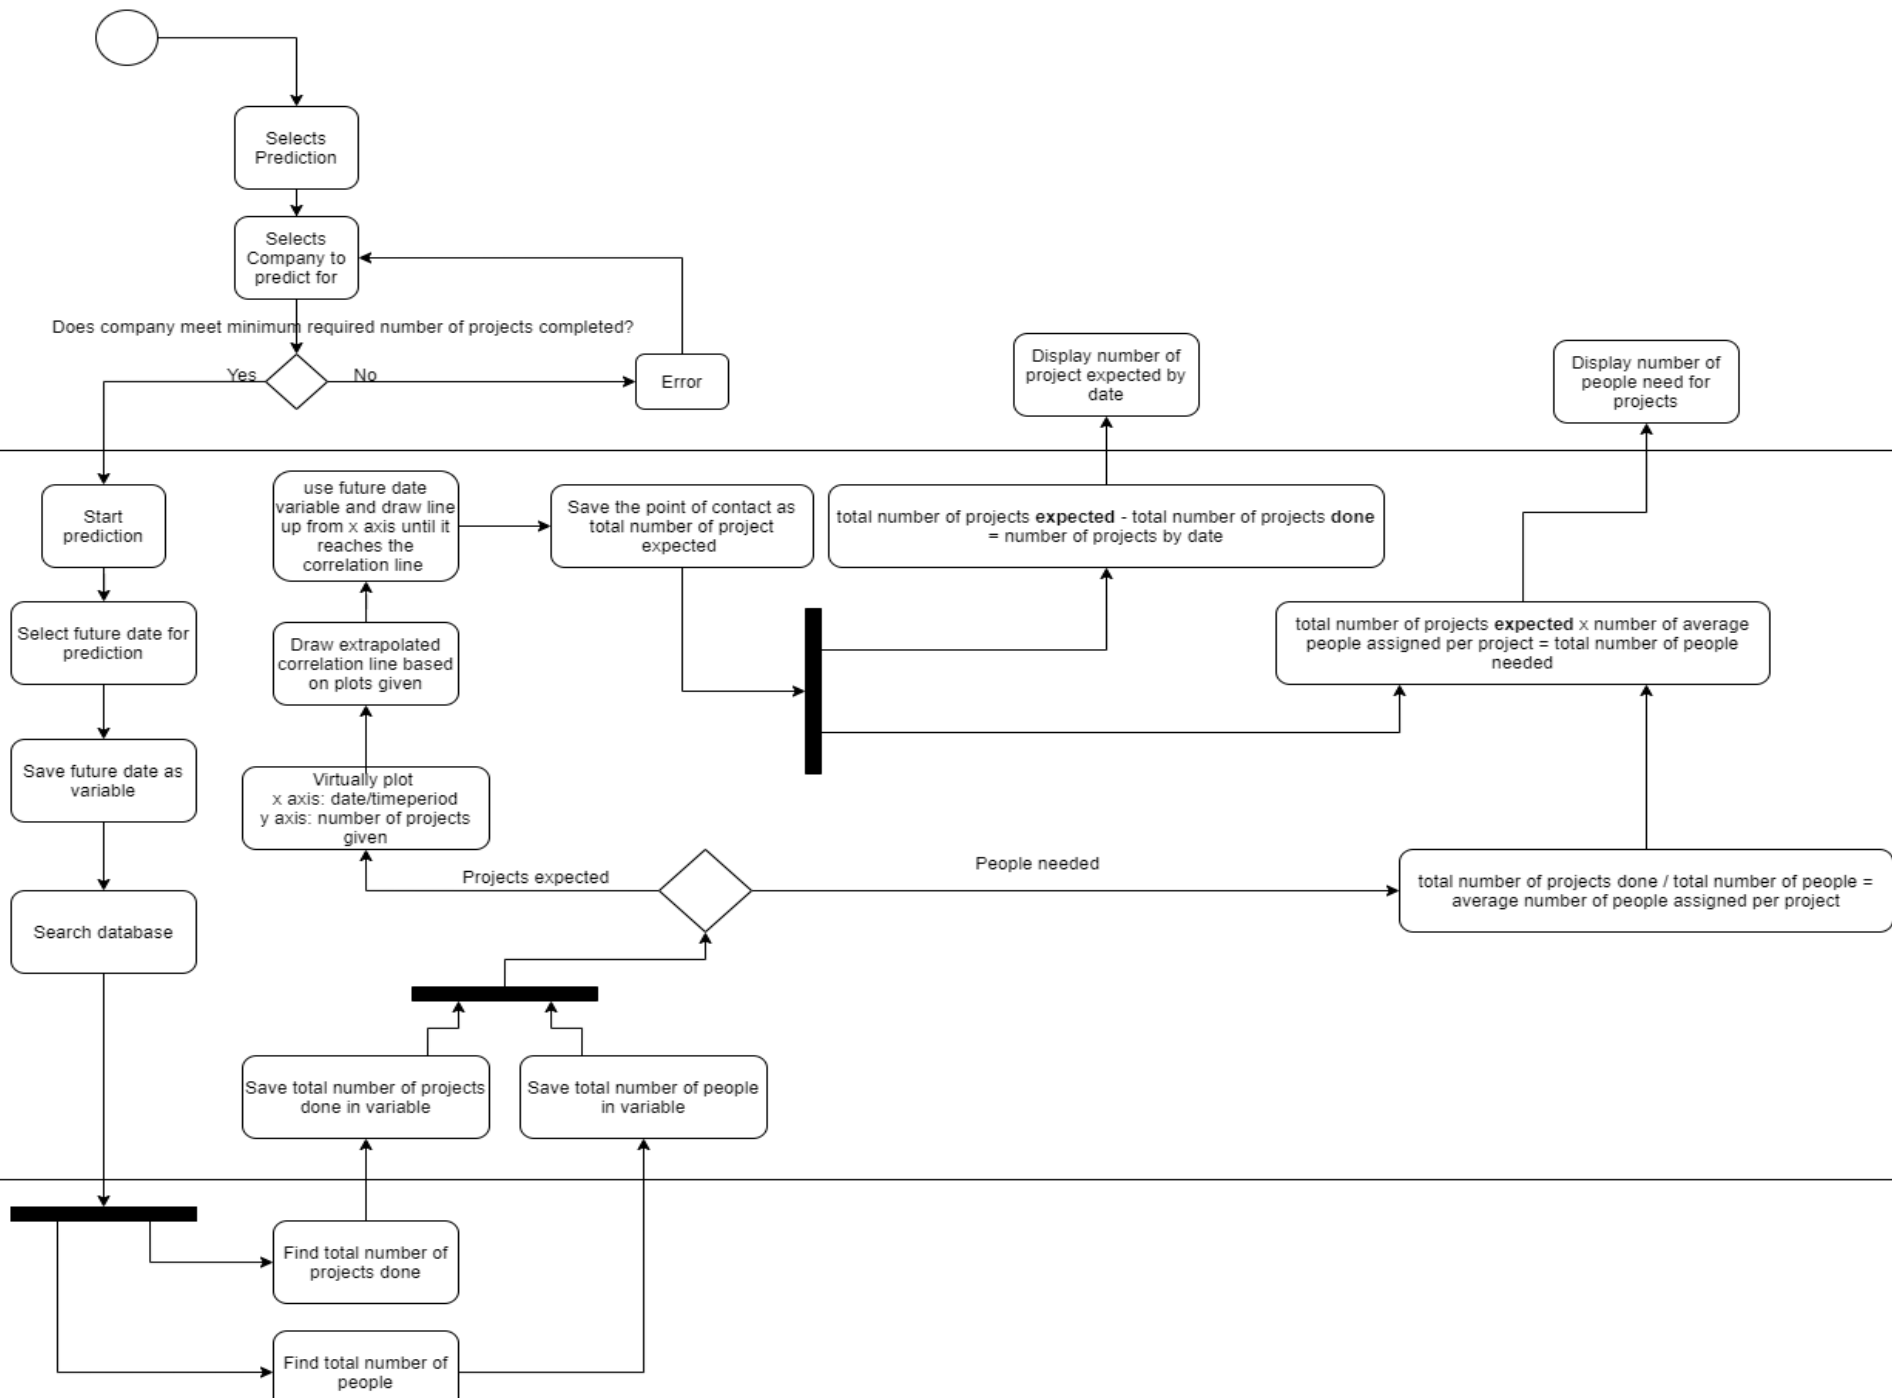 Selects
Prediction
Selects
Company to
predict for
Does company meet minimum required number of projects completed?
Yes
No
Error
Display number of
project expected by
date
Display number of
people need for
projects
Start
prediction
use future date
variable and draw line
up from x axis until it
reaches the
correlation line
Save the point of contact as
total number of project
expected
total number of projects expected - total number of projects done
= number of projects by date
Select future date for
prediction
Draw extrapolated
correlation line based
on plots given
total number of projects expected x number of average
people assigned per project = total number of people
needed
Save future date as
variable
Virtually plot
x axis: date/timeperiod
y axis: number of projects
given
Projects expected
People needed
total number of projects done / total number of people =
average number of people assigned per project
Search database
Save total number of projects
done in variable
Save total number of people
in variable
Find total number of
projects done
Find total number of
people